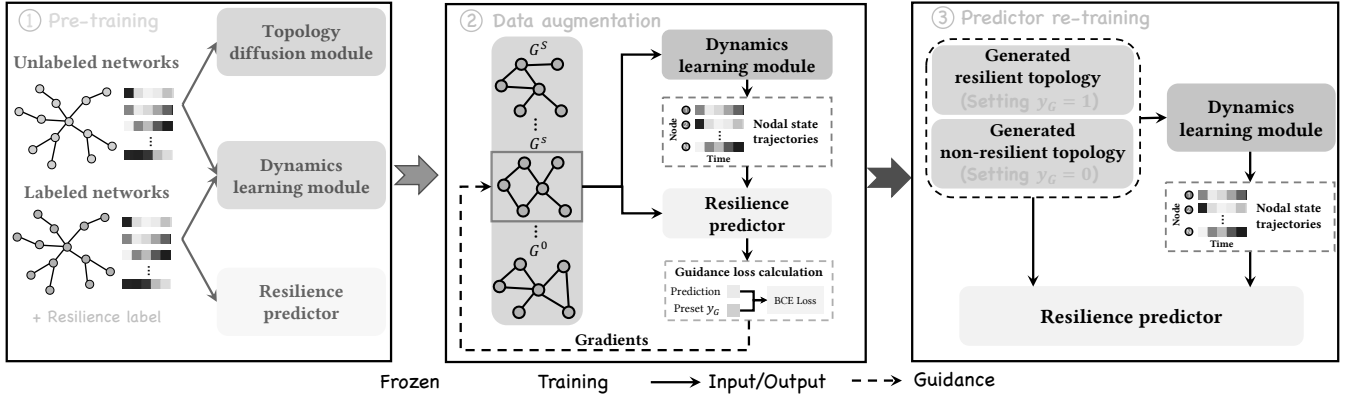 ① Pre-training
Topology
diffusion module
Unlabeled networks
Dynamics
learning module
Labeled networks
Resilience
predictor
+ Resilience label
② Data augmentation
G^S
G^S
G^0
Dynamics
learning module
Node
Time
Nodal state
trajectories
Resilience
predictor
Guidance loss calculation
Prediction
Preset y_G
BCE Loss
Gradients
③ Predictor re-training
Generated
resilient topology
(Setting y_G = 1)
Generated
non-resilient topology
(Setting y_G = 0)
Dynamics
learning module
Node
Time
Nodal state
trajectories
Resilience predictor
Frozen
Training
Input/Output
Guidance